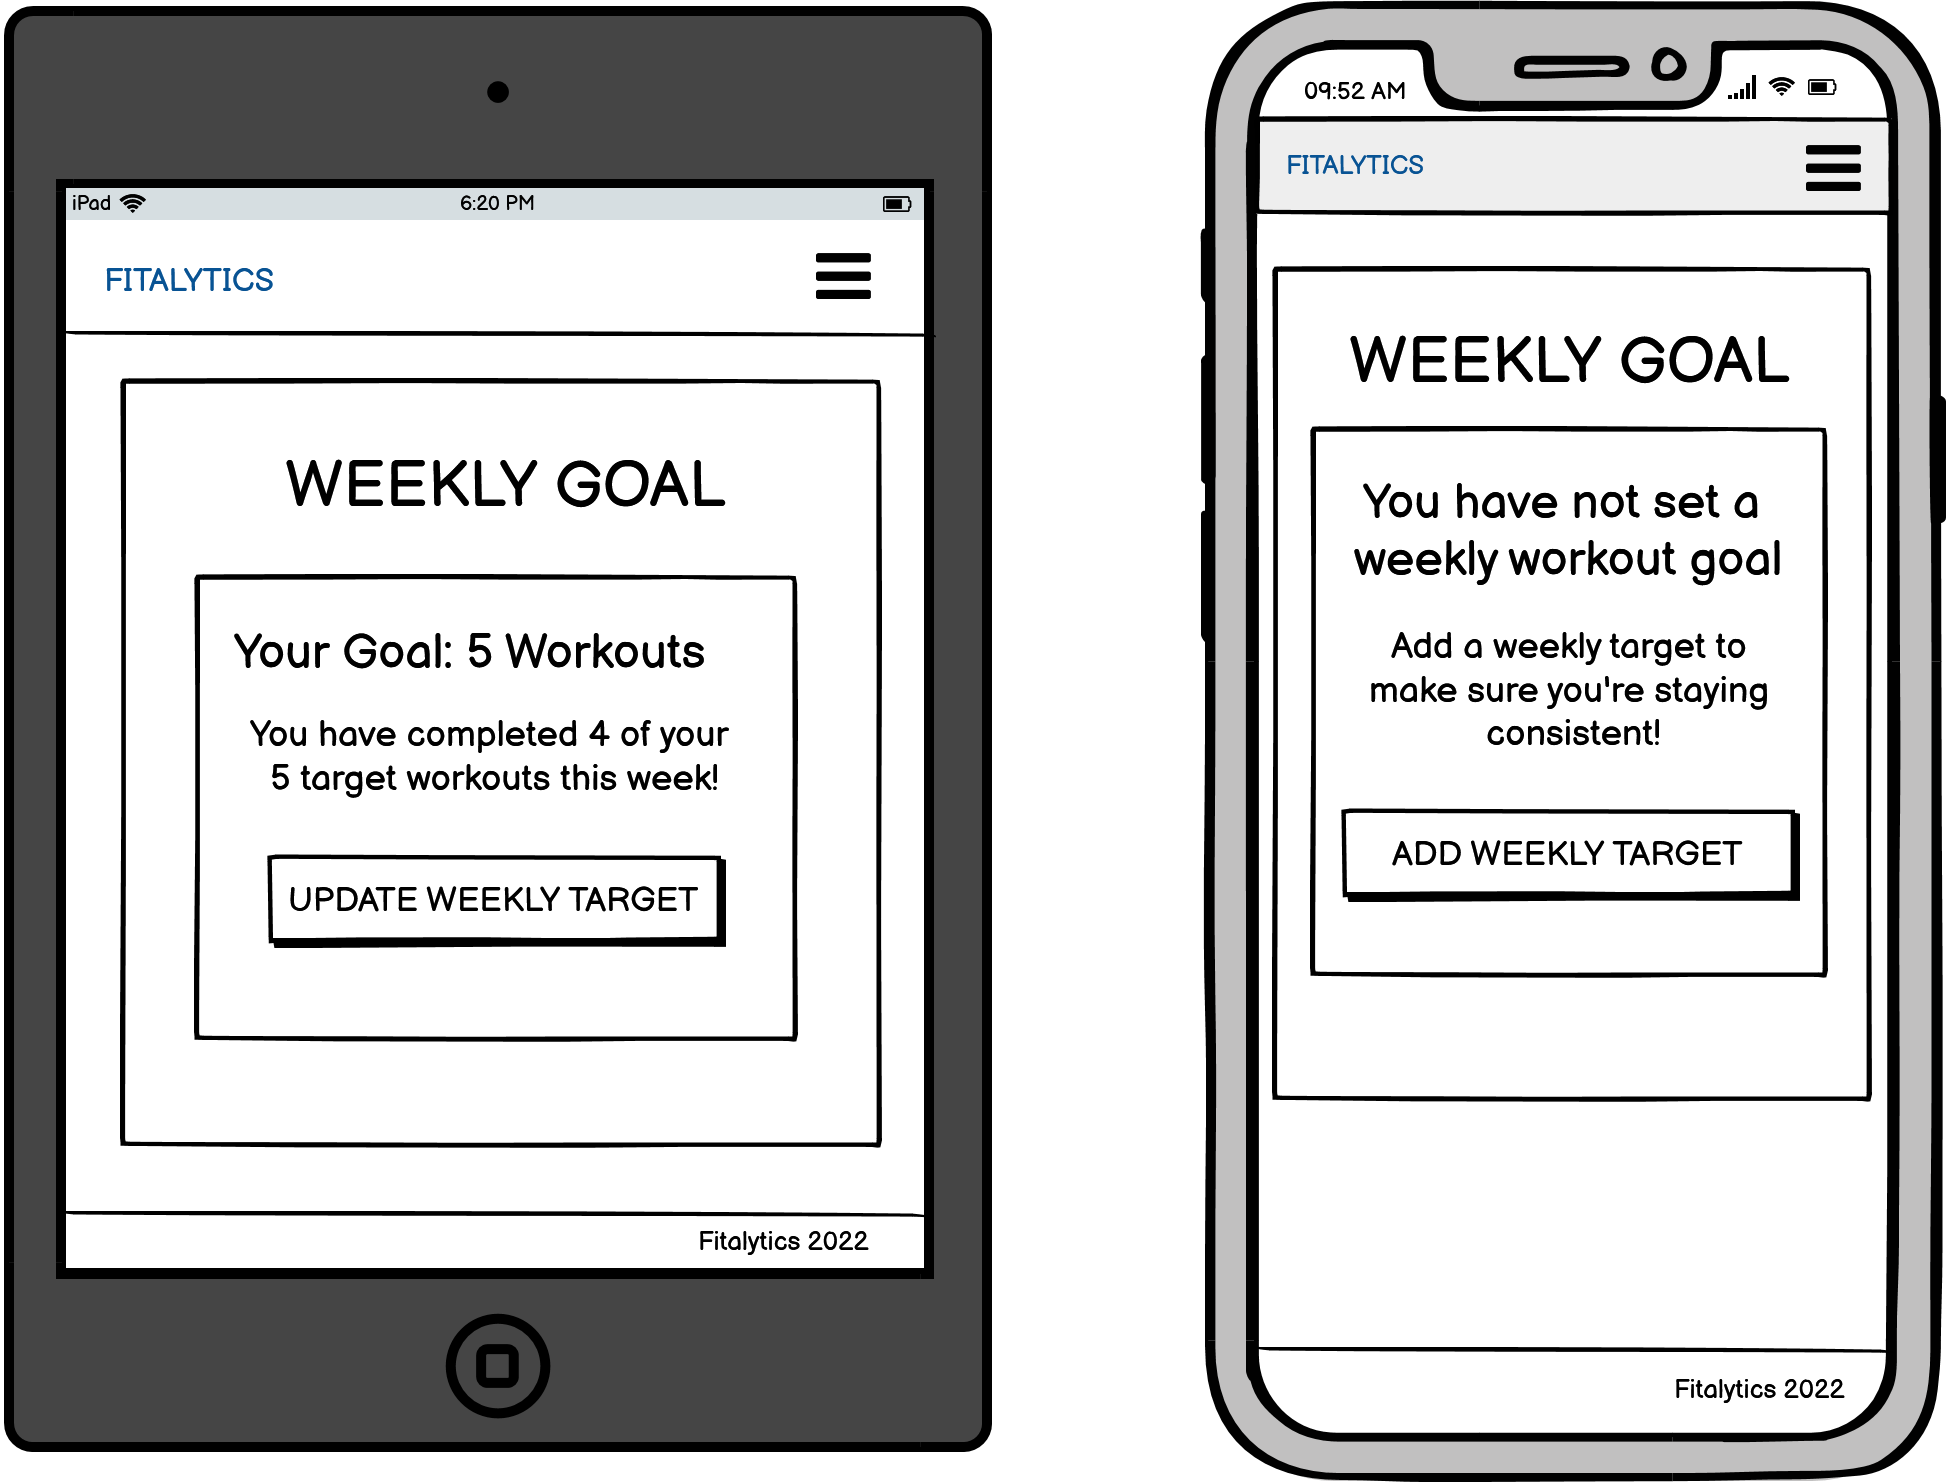 iPad
6:20 PM
FITALYTICS
WEEKLY GOAL
Your Goal: 5 Workouts
You have completed 4 of your
5 target workouts this week!
UPDATE WEEKLY TARGET
Fitalytics 2022
09:52 AM
FITALYTICS
WEEKLY GOAL
You have not set a
weekly workout goal
Add a weekly target to
make sure you're staying
consistent!
ADD WEEKLY TARGET
Fitalytics 2022